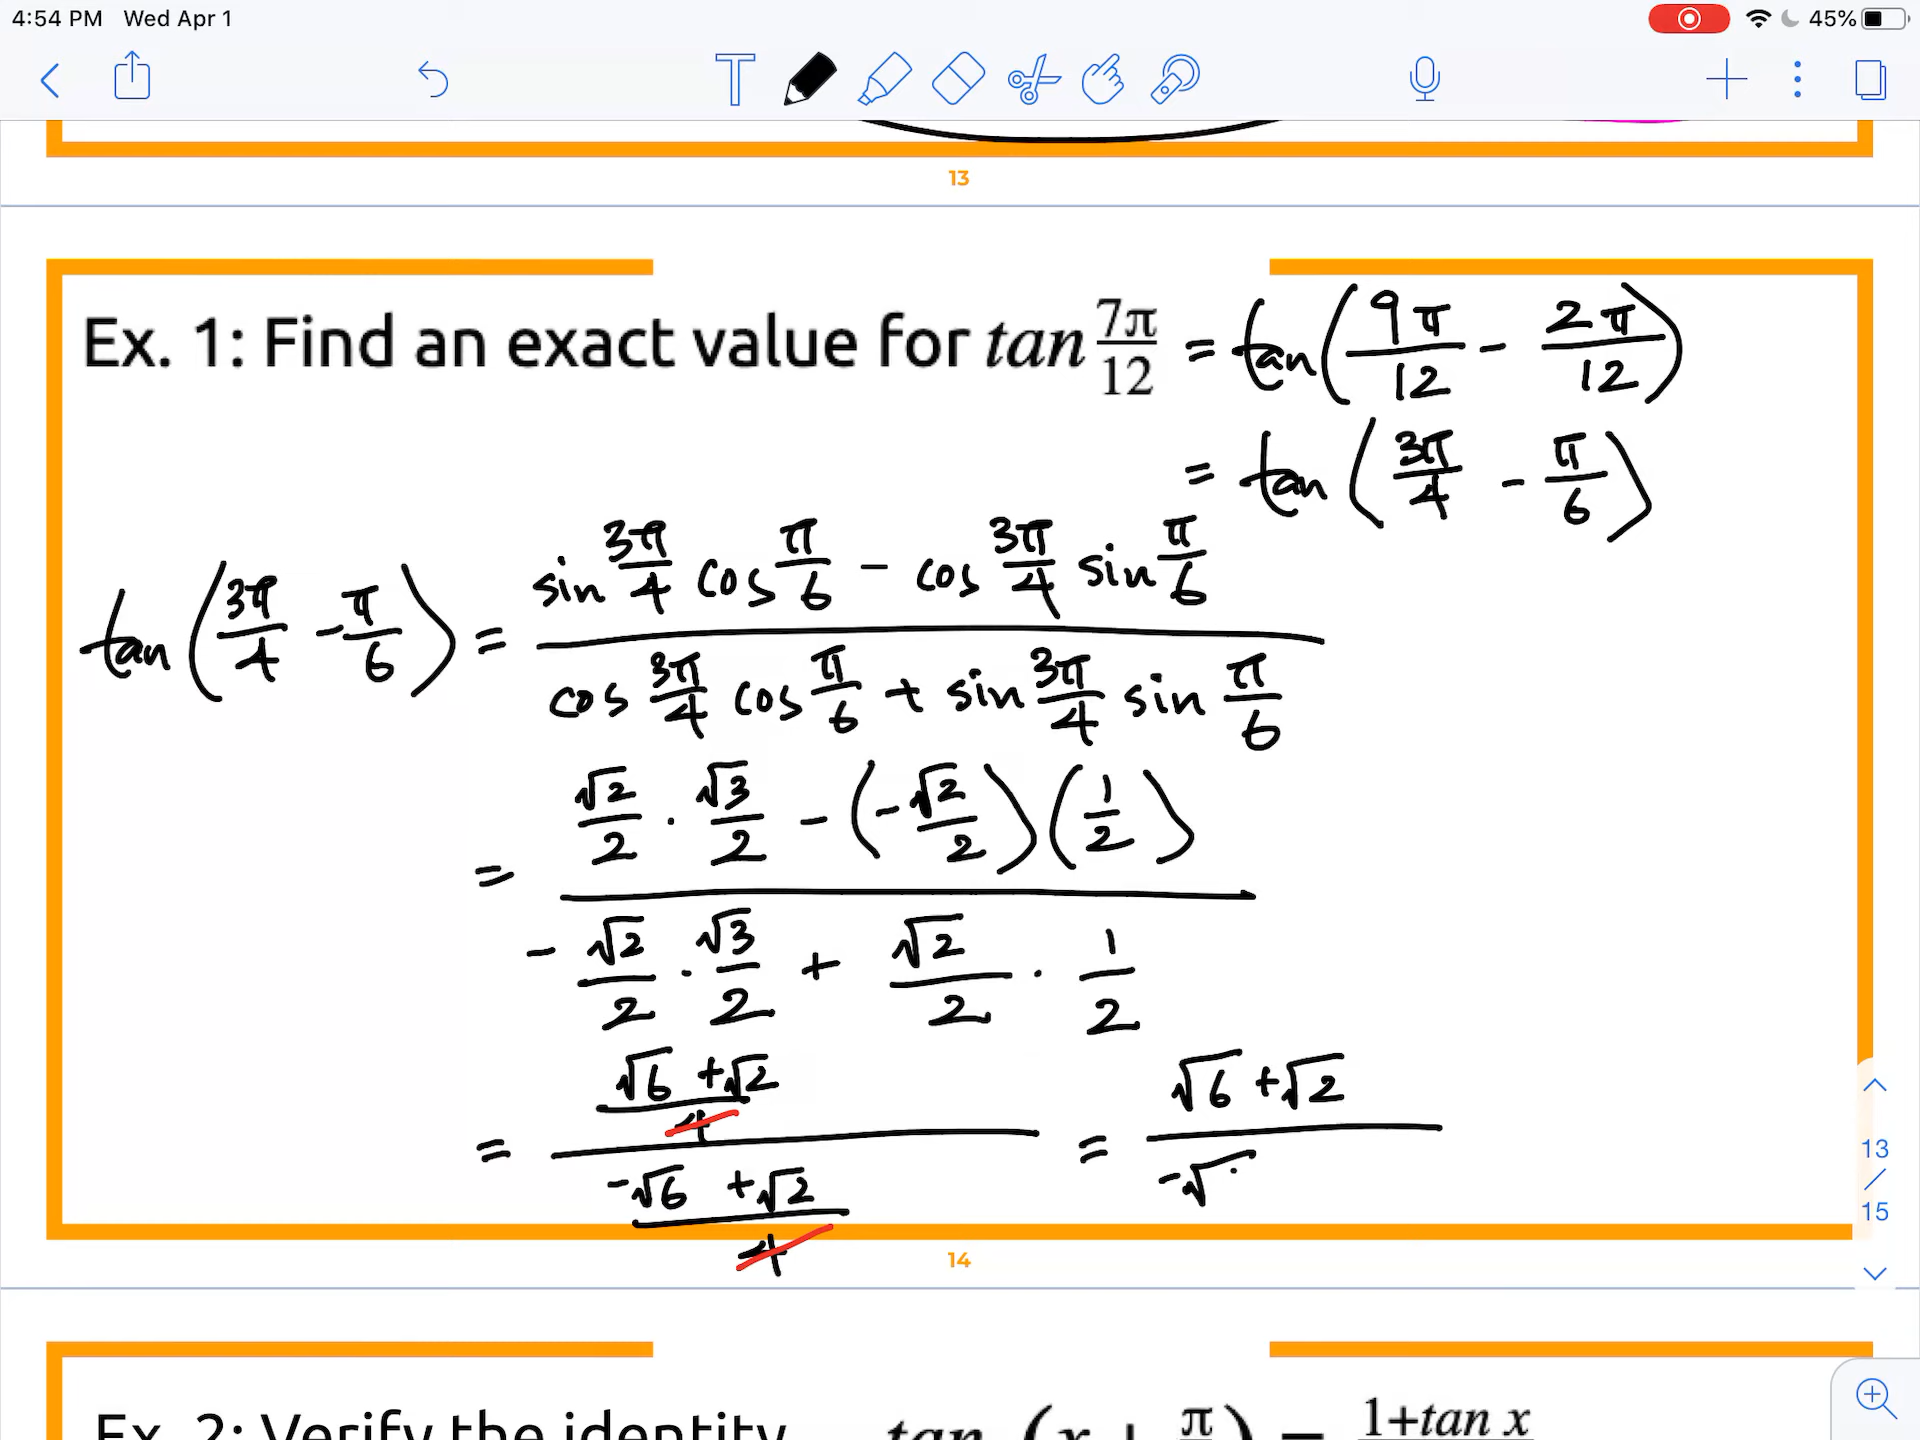 4:54 PM Wed Apr 1
45%
T
13
Ex. 1: Find an exact value for tan 7π/12 = tan(9π/12 - 2π/12)
= tan(3π/4 - π/6)
tan(3π/4 - π/6) = (sin 3π/4 cos π/6 - cos 3π/4 sin π/6)/(cos 3π/4 cos π/6 + sin 3π/4 sin π/6)
= (√2/2 · √3/2 - (-√2/2)(1/2))/(-√2/2 · √3/2 + √2/2 · 1/2)
= ((√6 + √2)/4)/((-√6 + √2)/4) = (√6 + √2)/(-√
13
/
15
14
Ex. 2: Verify the identity tan (x + π/ ) = 1+tan x